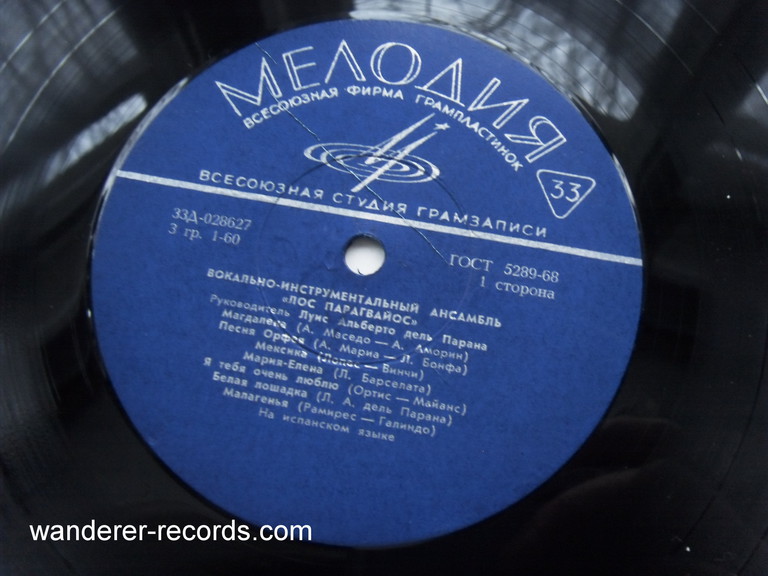 МЕЛОДИЯ
ВСЕСОЮЗНАЯ ФИРМА ГРАМПЛАСТИНОК
33
ВСЕСОЮЗНАЯ СТУДИЯ ГРАМЗАПИСИ
33Д-028627
3 гр. 1-60
ГОСТ 5289-68
1 сторона
ВОКАЛЬНО-ИНСТРУМЕНТАЛЬНЫЙ АНСАМБЛЬ
«ЛОС ПАРАГВАЙОС»
Руководитель Луис Альберто дель Парана
Магдалена (А. Маседо — А. Аморин)
Песня Орфея (А. Мариа — Л. Бонфа)
Мексика (Лопес — Винчи)
Мария-Елена (Л. Барселата)
Я тебя очень люблю (Ортис — Майанс)
Белая лошадка (Л. А. дель Парана)
Малагенья (Рамирес — Галиндо)
На испанском языке
wanderer-records.com